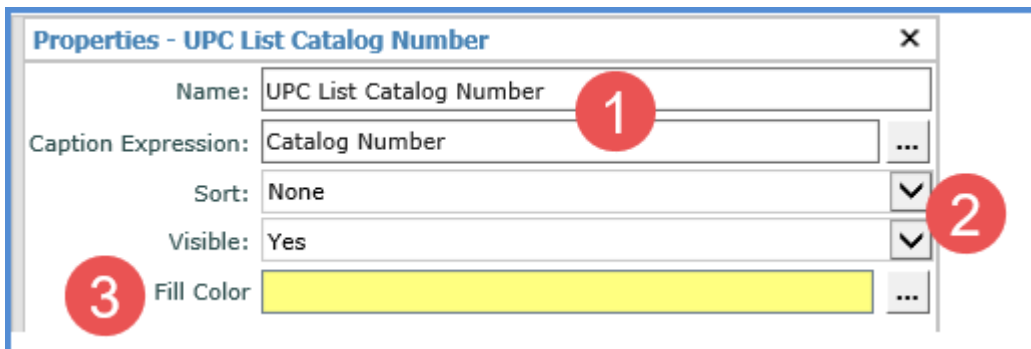 Properties - UPC List Catalog Number ×
Name: UPC List Catalog Number
1
Caption Expression: Catalog Number ...
Sort: None
2
Visible: Yes
3 Fill Color ...